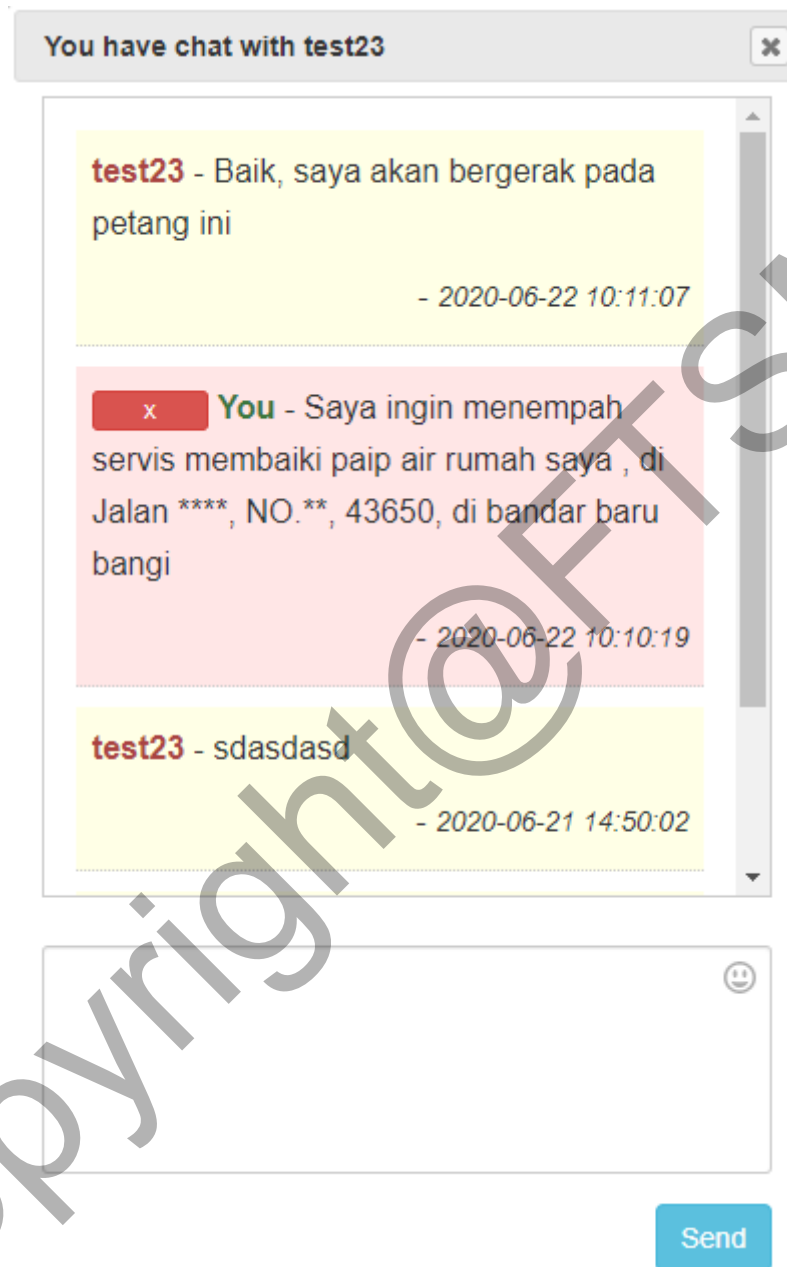 You have chat with test23
test23 - Baik, saya akan bergerak pada
petang ini
- 2020-06-22 10:11:07
x You - Saya ingin menempah
servis membaiki paip air rumah saya , di
Jalan ****, NO.**, 43650, di bandar baru
bangi
- 2020-06-22 10:10:19
test23 - sdasdasd
- 2020-06-21 14:50:02
Send
pyright@FTS